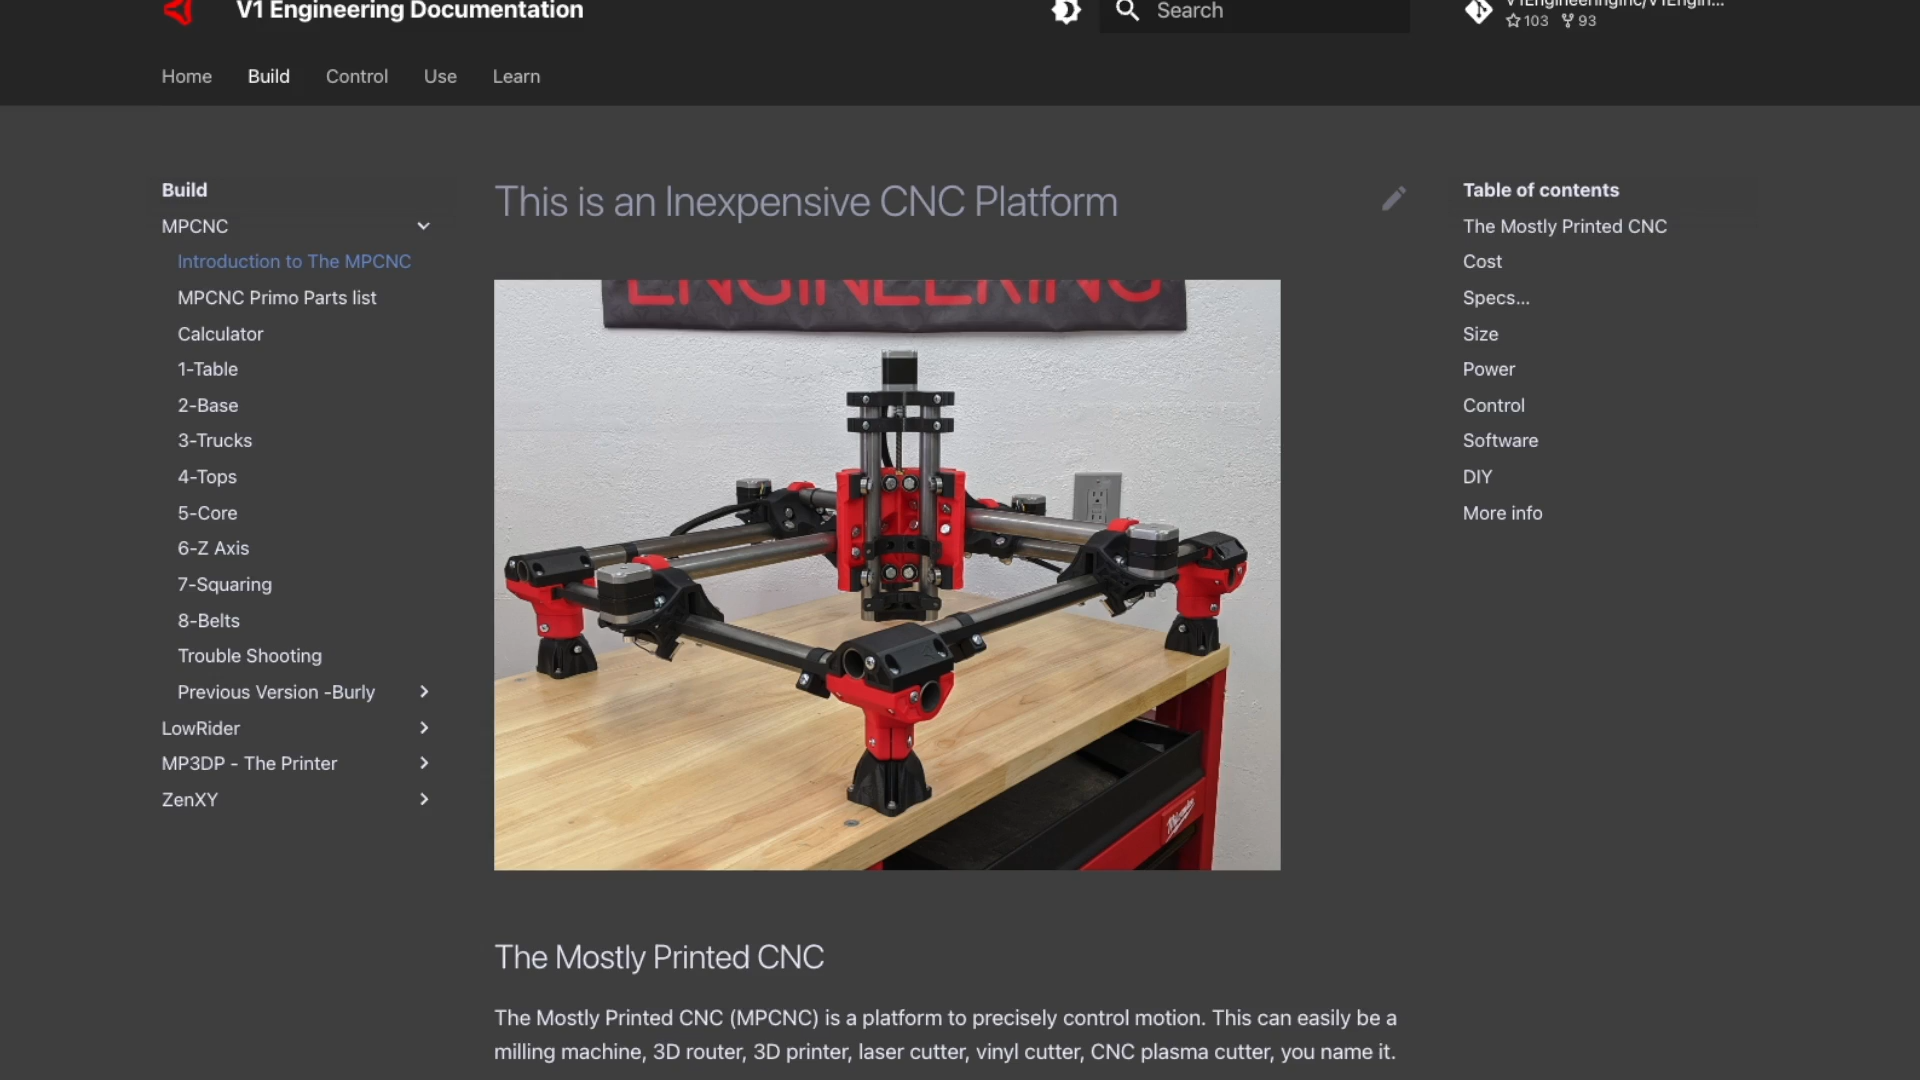 V1 Engineering Documentation
Search
103 93
Home Build Control Use Learn
Build
MPCNC
Introduction to The MPCNC
MPCNC Primo Parts list
Calculator
1-Table
2-Base
3-Trucks
4-Tops
5-Core
6-Z Axis
7-Squaring
8-Belts
Trouble Shooting
Previous Version -Burly
LowRider
MP3DP - The Printer
ZenXY
This is an Inexpensive CNC Platform
ENGINEERING
Milwaukee
The Mostly Printed CNC
The Mostly Printed CNC (MPCNC) is a platform to precisely control motion. This can easily be a
milling machine, 3D router, 3D printer, laser cutter, vinyl cutter, CNC plasma cutter, you name it.
Table of contents
The Mostly Printed CNC
Cost
Specs...
Size
Power
Control
Software
DIY
More info